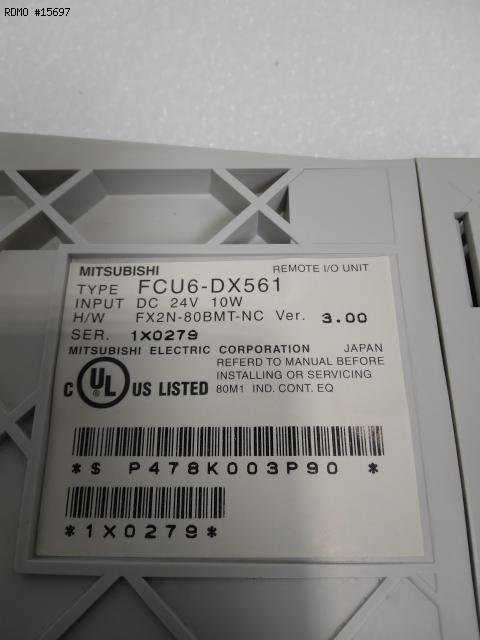 RDMO #15697
MITSUBISHI REMOTE I/O UNIT
TYPE FCU6-DX561
INPUT DC 24V 10W
H/W FX2N-80BMT-NC Ver. 3.00
SER. 1X0279
MITSUBISHI ELECTRIC CORPORATION JAPAN
REFERD TO MANUAL BEFORE
INSTALLING OR SERVICING
C UL US LISTED 80M1 IND. CONT. EQ
*$ P478K003P90 *
*1X0279*